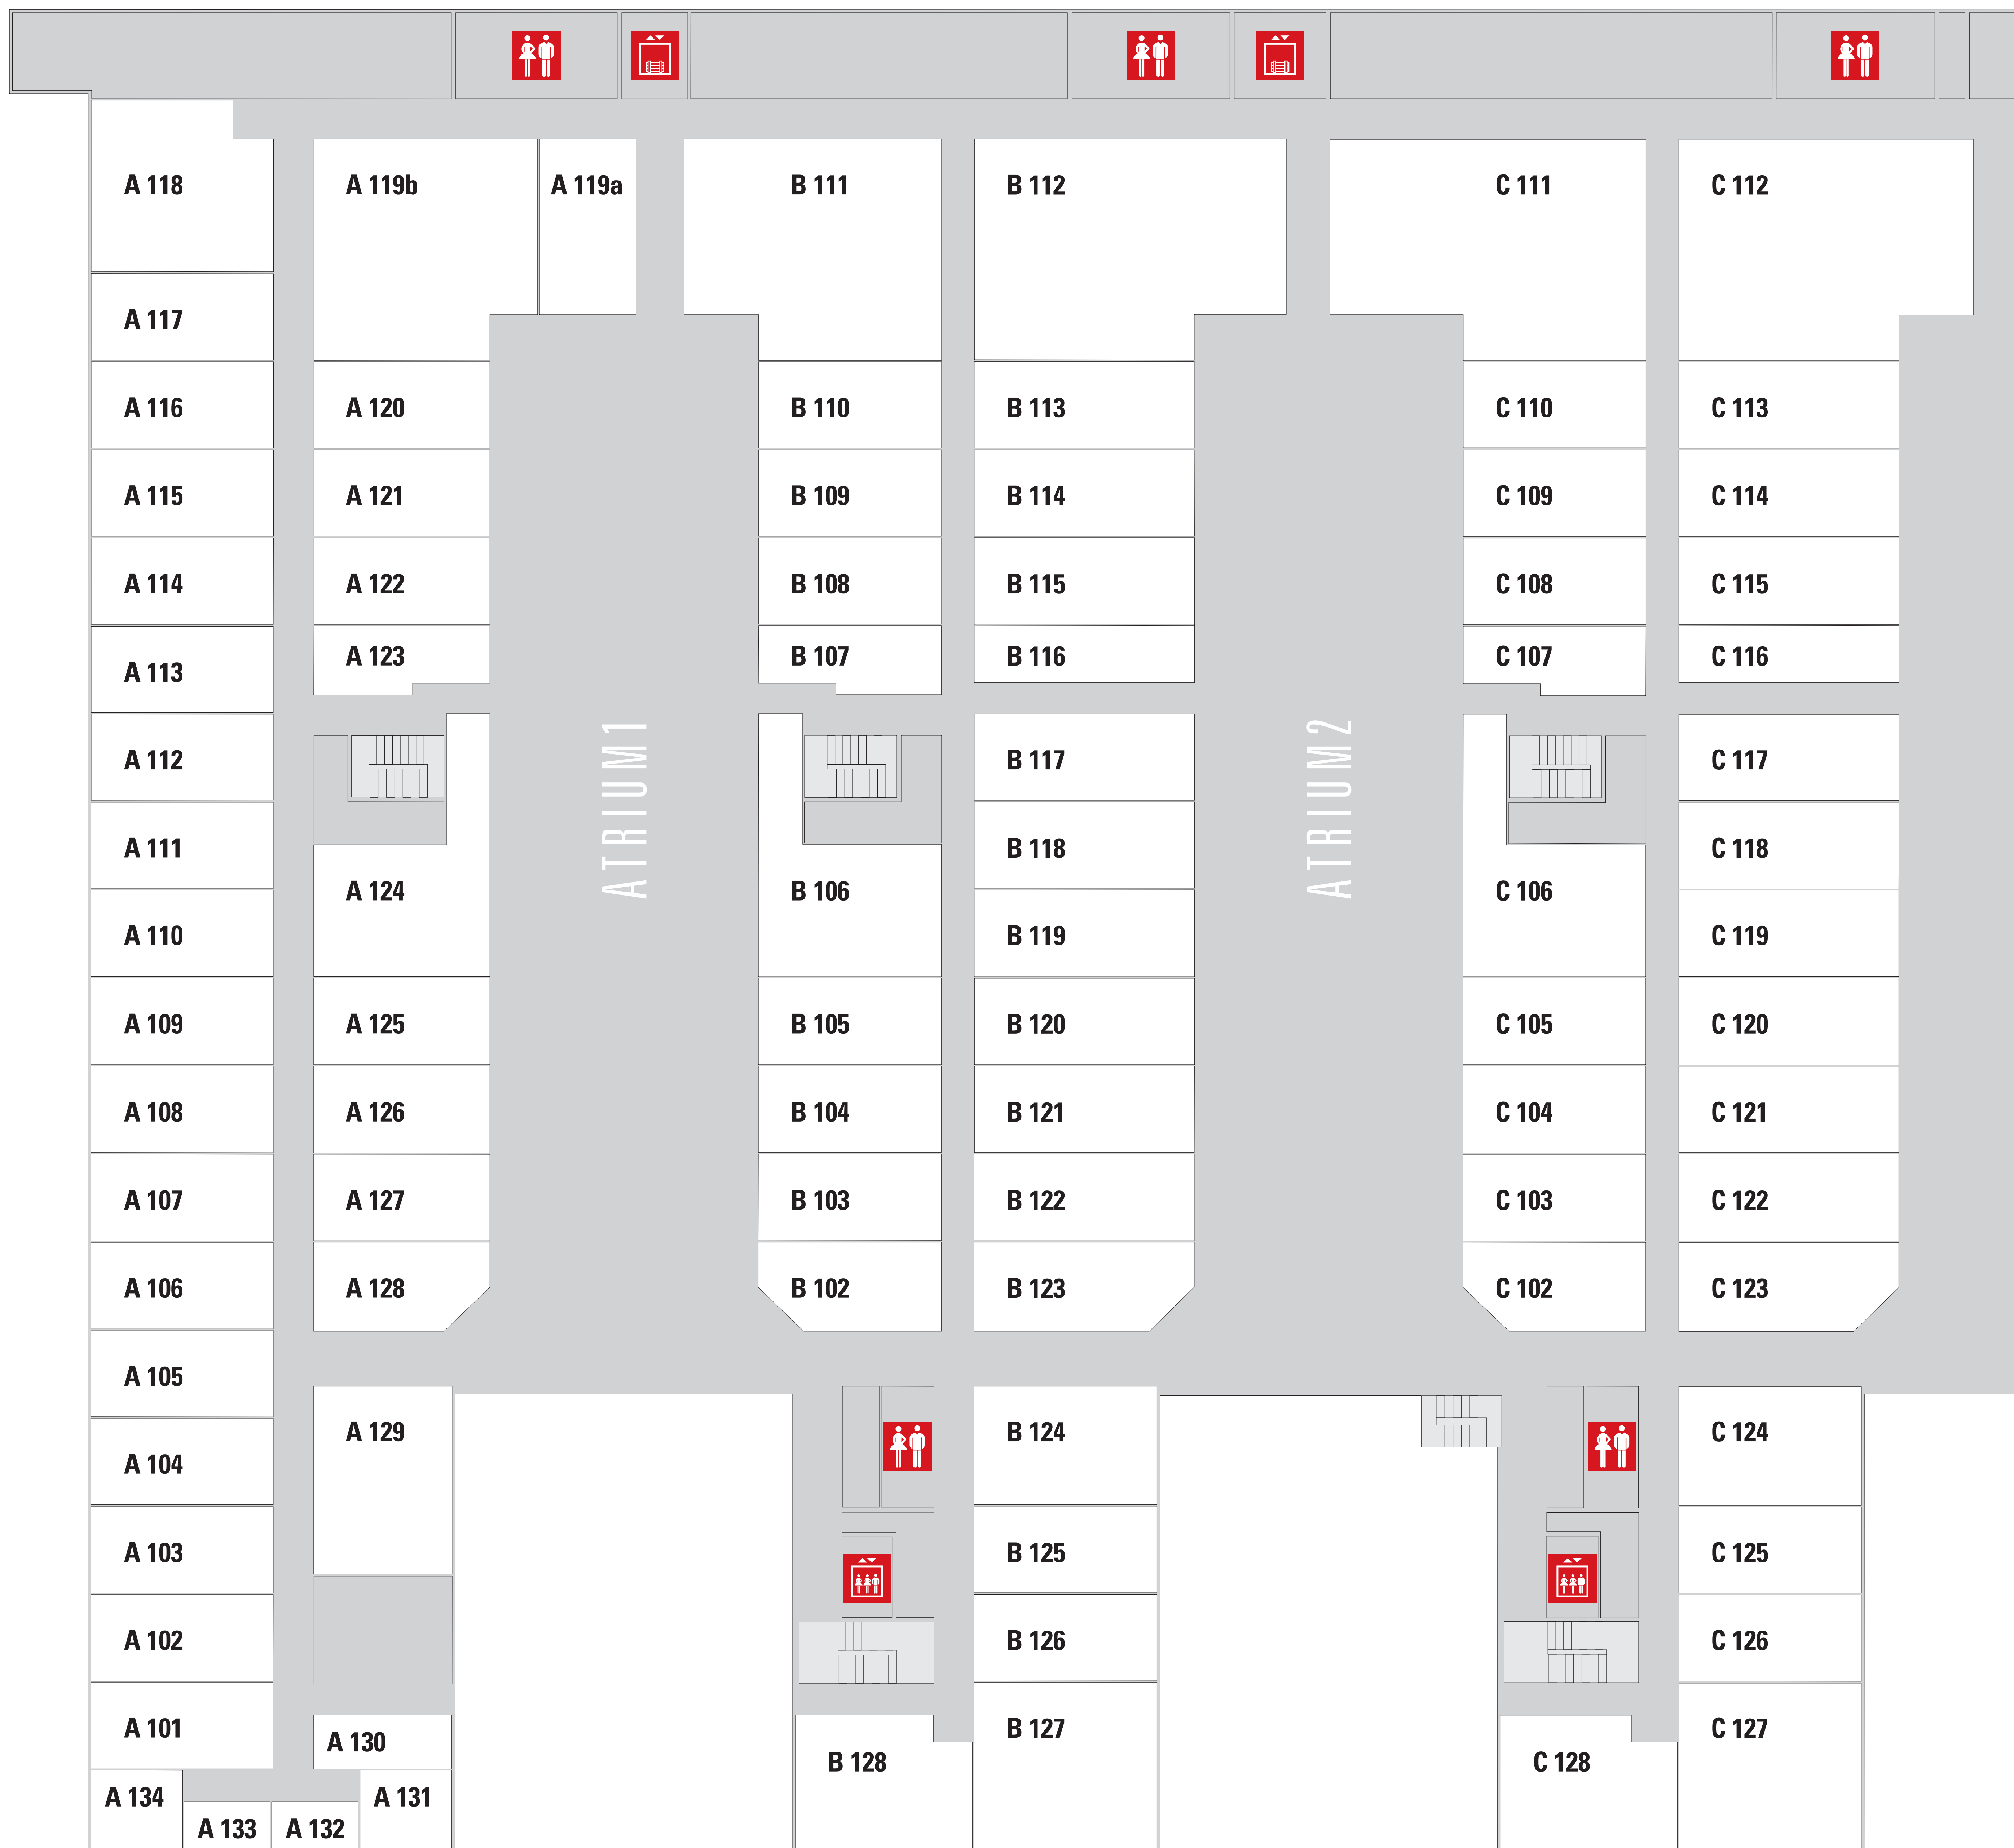 A 118
A 119b
A 119a
B 111
B 112
C 111
C 112
A 117
A 116
A 120
B 110
B 113
C 110
C 113
A 115
A 121
B 109
B 114
C 109
C 114
A 114
A 122
B 108
B 115
C 108
C 115
A 113
A 123
B 107
B 116
C 107
C 116
ATRIUM 1
ATRIUM 2
A 112
B 117
C 117
A 111
B 118
C 118
A 124
B 106
C 106
A 110
B 119
C 119
A 109
A 125
B 105
B 120
C 105
C 120
A 108
A 126
B 104
B 121
C 104
C 121
A 107
A 127
B 103
B 122
C 103
C 122
A 106
A 128
B 102
B 123
C 102
C 123
A 105
A 129
B 124
C 124
A 104
A 103
B 125
C 125
A 102
B 126
C 126
A 101
A 130
B 127
C 127
B 128
C 128
A 134
A 131
A 133
A 132